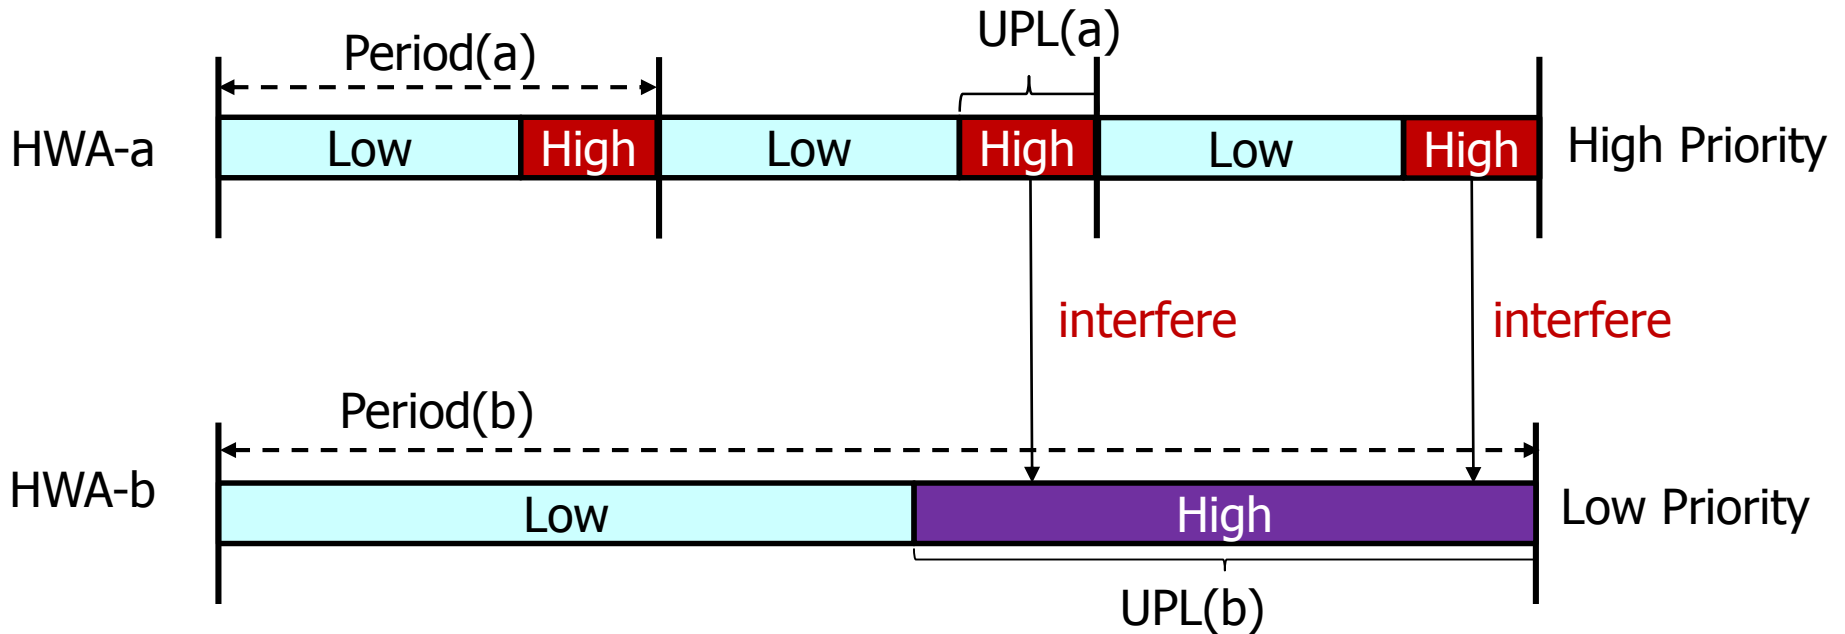 UPL(a)
Period(a)
HWA-a
Low
High
Low
High
Low
High
High Priority
interfere
interfere
Period(b)
HWA-b
Low
High
Low Priority
UPL(b)